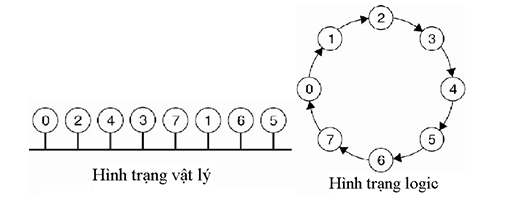 0 2 4 3 7 1 6 5
Hình trạng vật lý
0 1 2 3 4 5 6 7
Hình trạng logic